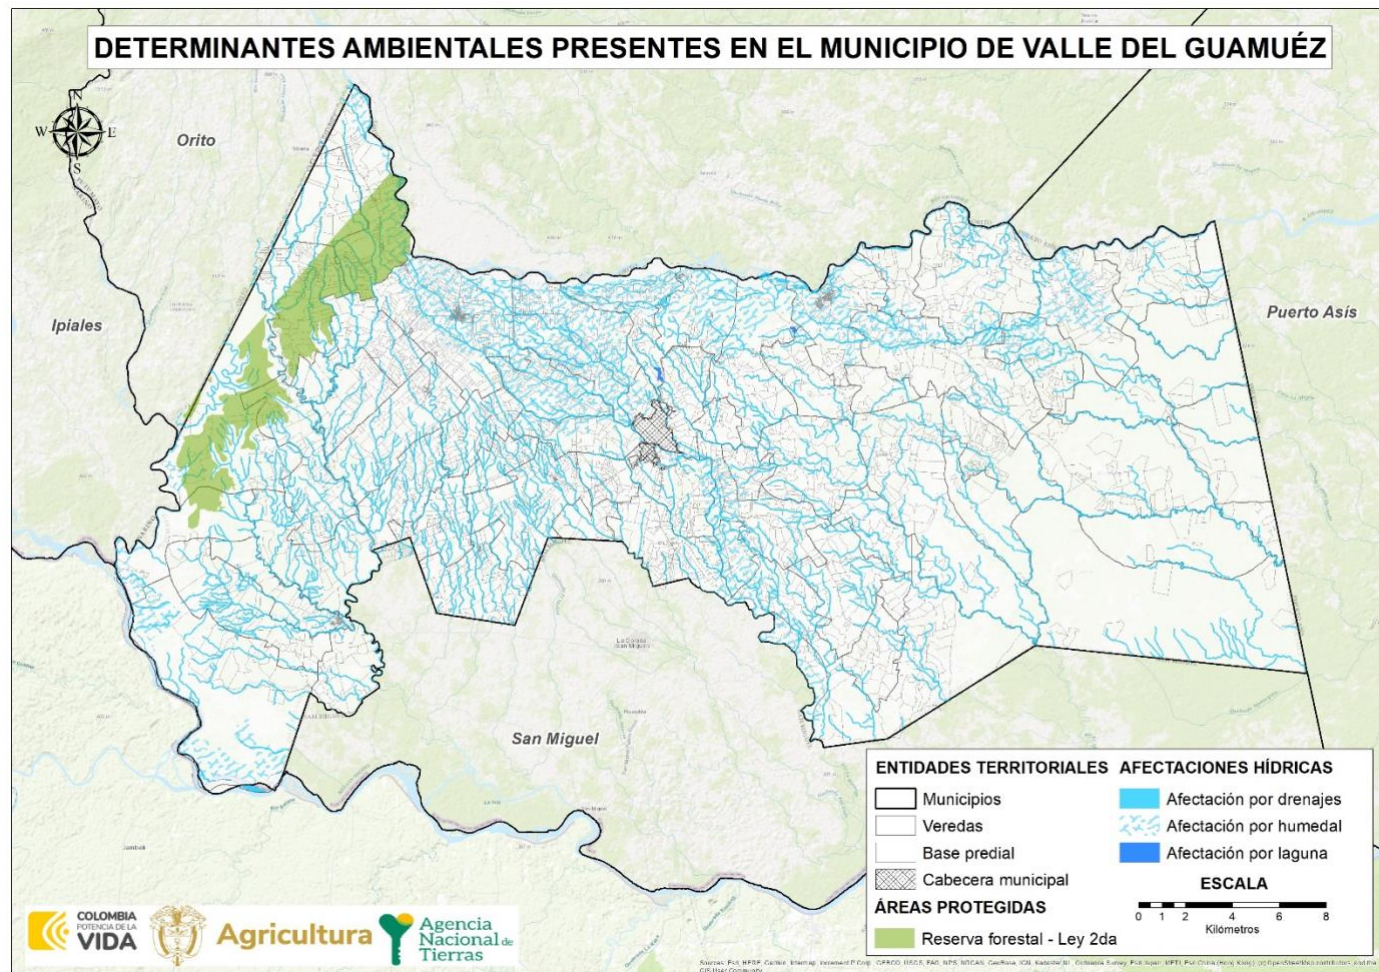 DETERMINANTES AMBIENTALES PRESENTES EN EL MUNICIPIO DE VALLE DEL GUAMUÉZ
N
W E
S
Orito
Ipiales
Puerto Asís
San Miguel
ENTIDADES TERRITORIALES
Municipios
Veredas
Base predial
Cabecera municipal
ÁREAS PROTEGIDAS
Reserva forestal - Ley 2da
AFECTACIONES HÍDRICAS
Afectación por drenajes
Afectación por humedal
Afectación por laguna
ESCALA
0 1 2 4 6 8
Kilómetros
COLOMBIA
POTENCIA DE LA
VIDA
Agricultura
Agencia
Nacional de
Tierras